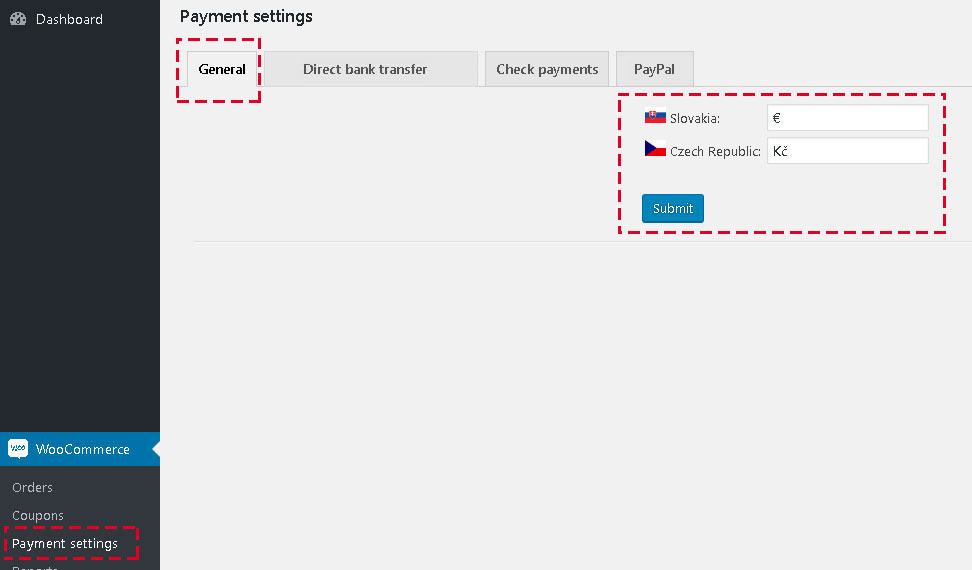 Dashboard
Payment settings
General
Direct bank transfer
Check payments
PayPal
Slovakia:
€
Czech Republic:
Kč
Submit
woo
WooCommerce
Orders
Coupons
Payment settings